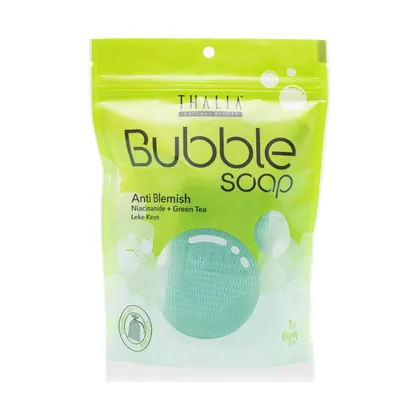 THALIA
NATURAL BEAUTY
Bubble
soap
Anti Blemish
Niacinamide + Green Tea
Leke Karşıtı
Vegan